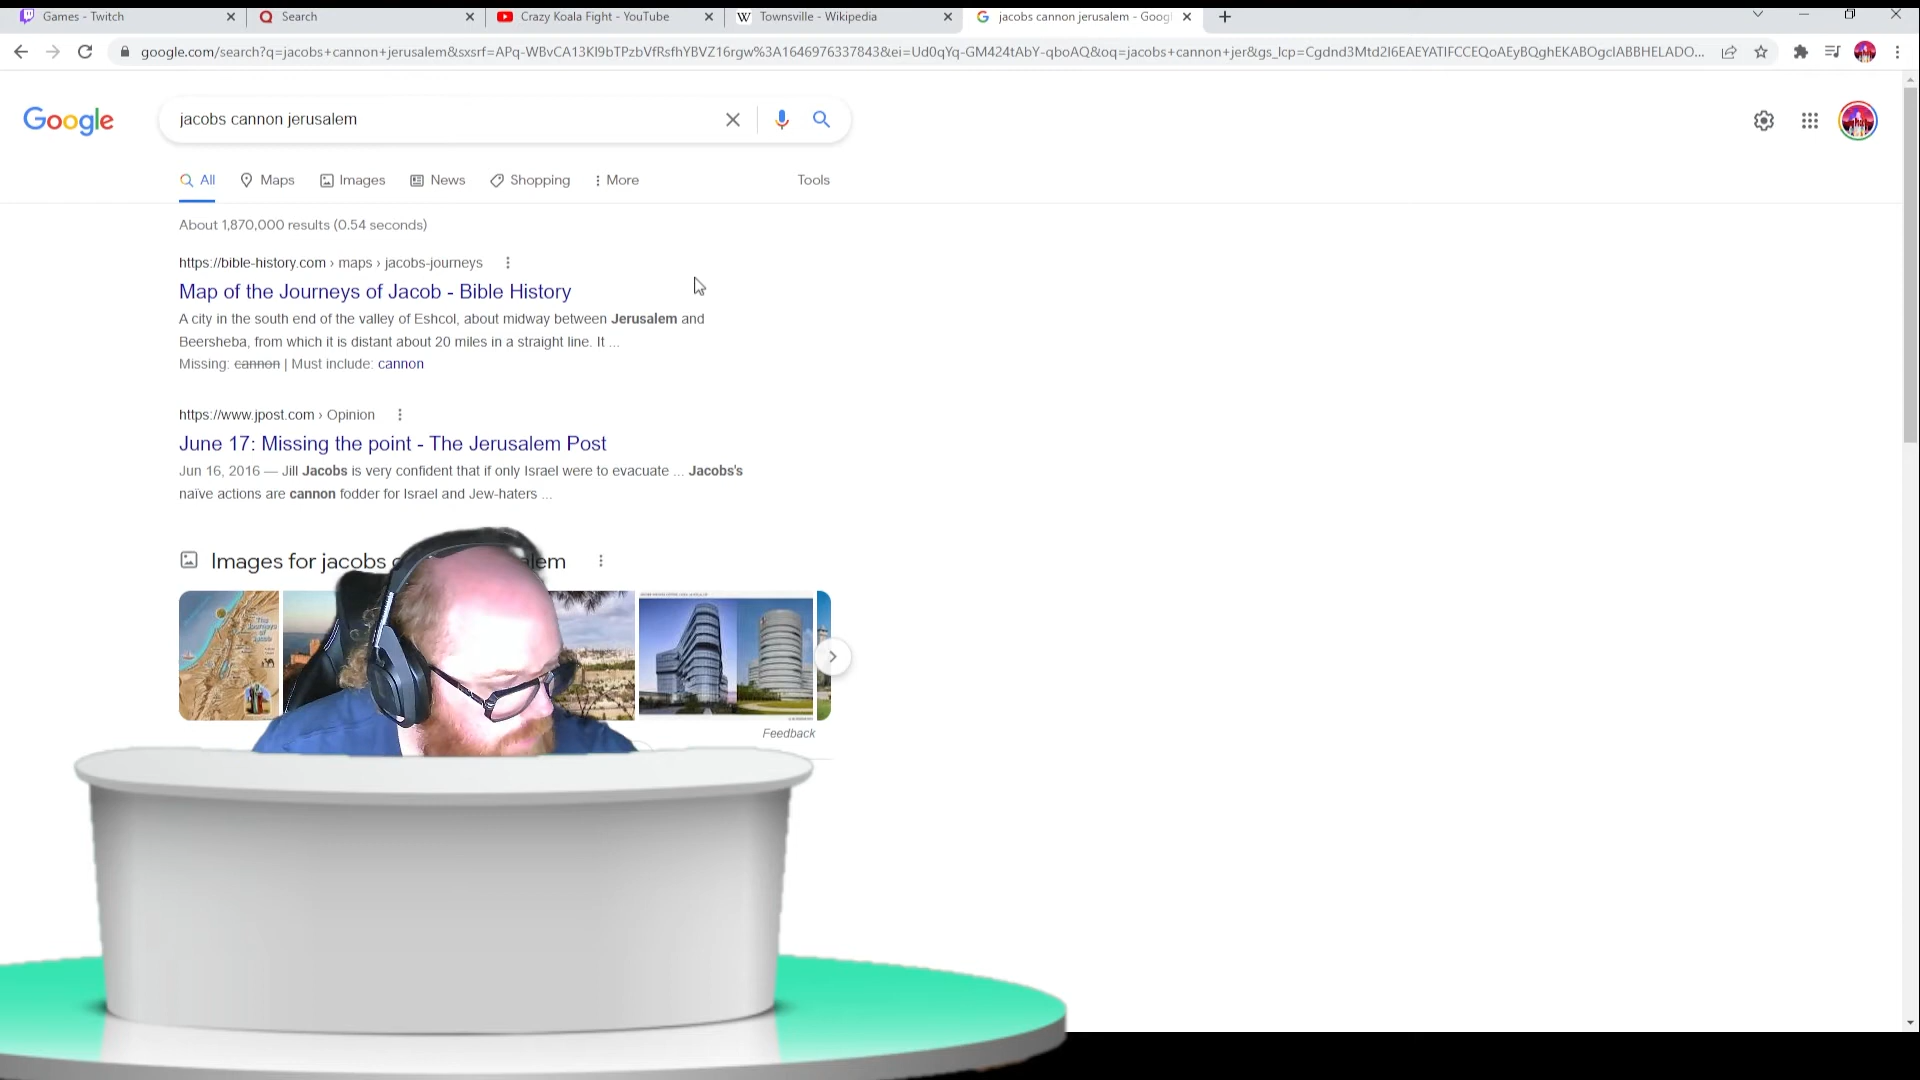 Games - Twitch
Search
Crazy Koala Fight - YouTube
W Townsville - Wikipedia
G jacobs cannon jerusalem - Googl
google.com/search?q=jacobs+cannon+jerusalem&sxsrf=APq-WBvCA13KI9bTPzbVfRsfhYBVZ16rgw%3A1646976337843&ei=Ud0qYq-GM424tAbY-qboAQ&oq=jacobs+cannon+jer&gs_lcp=Cgdnd3Mtd2l6EAEYATIFCCEQoAEyBQghEKABOgcIABBHELADO...
Google
jacobs cannon jerusalem
All
Maps
Images
News
Shopping
More
Tools
About 1,870,000 results (0.54 seconds)
https://bible-history.com › maps › jacobs-journeys
Map of the Journeys of Jacob - Bible History
A city in the south end of the valley of Eshcol, about midway between Jerusalem and
Beersheba, from which it is distant about 20 miles in a straight line. It ...
Missing: cannon | Must include: cannon
https://www.jpost.com › Opinion
June 17: Missing the point - The Jerusalem Post
Jun 16, 2016 — Jill Jacobs is very confident that if only Israel were to evacuate ... Jacobs's
naïve actions are cannon fodder for Israel and Jew-haters ...
Images for jacobs
The Journeys of Jacob
Feedback